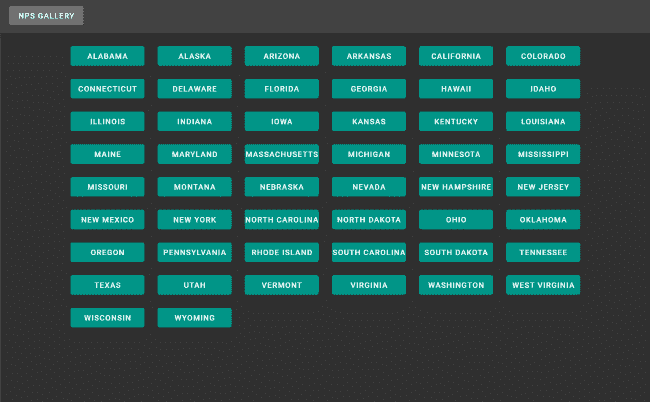 NPS GALLERY
ALABAMA ALASKA ARIZONA ARKANSAS CALIFORNIA COLORADO
CONNECTICUT DELAWARE FLORIDA GEORGIA HAWAII IDAHO
ILLINOIS INDIANA IOWA KANSAS KENTUCKY LOUISIANA
MAINE MARYLAND MASSACHUSETTS MICHIGAN MINNESOTA MISSISSIPPI
MISSOURI MONTANA NEBRASKA NEVADA NEW HAMPSHIRE NEW JERSEY
NEW MEXICO NEW YORK NORTH CAROLINA NORTH DAKOTA OHIO OKLAHOMA
OREGON PENNSYLVANIA RHODE ISLAND SOUTH CAROLINA SOUTH DAKOTA TENNESSEE
TEXAS UTAH VERMONT VIRGINIA WASHINGTON WEST VIRGINIA
WISCONSIN WYOMING